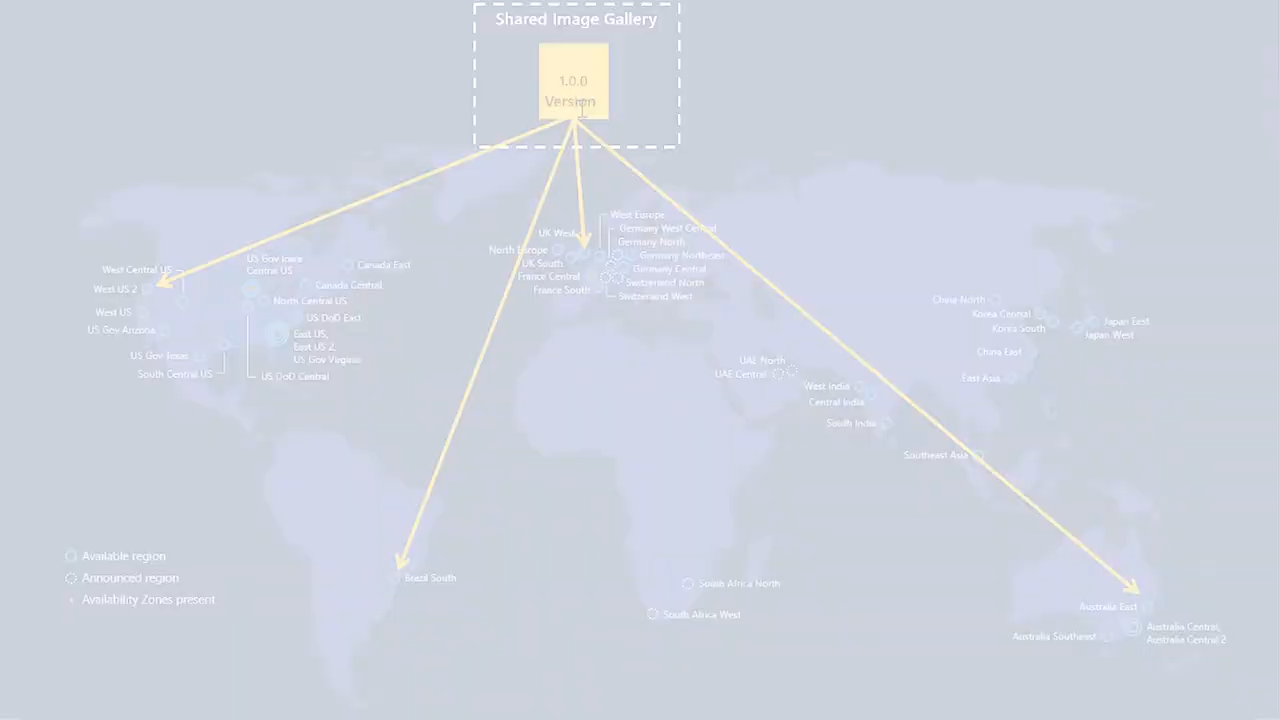 Shared Image Gallery
1.0.0
Version
West Europe
Germany West Central
UK West
Germany North
North Europe
Germany Northeast
UK South
Germany Central
France Central
Switzerland North
France South
Switzerland West
US Gov Iowa
Central US
Canada East
West Central US
West US 2
Canada Central
North Central US
West US
US DoD East
US Gov Arizona
East US,
East US 2,
US Gov Virginia
US Gov Texas
South Central US
US DoD Central
China North
Korea Central
Korea South
Japan East
Japan West
China East
East Asia
UAE North
UAE Central
West India
Central India
South India
Southeast Asia
Available region
Announced region
Availability Zones present
Brazil South
South Africa North
South Africa West
Australia East
Australia Central,
Australia Central 2
Australia Southeast